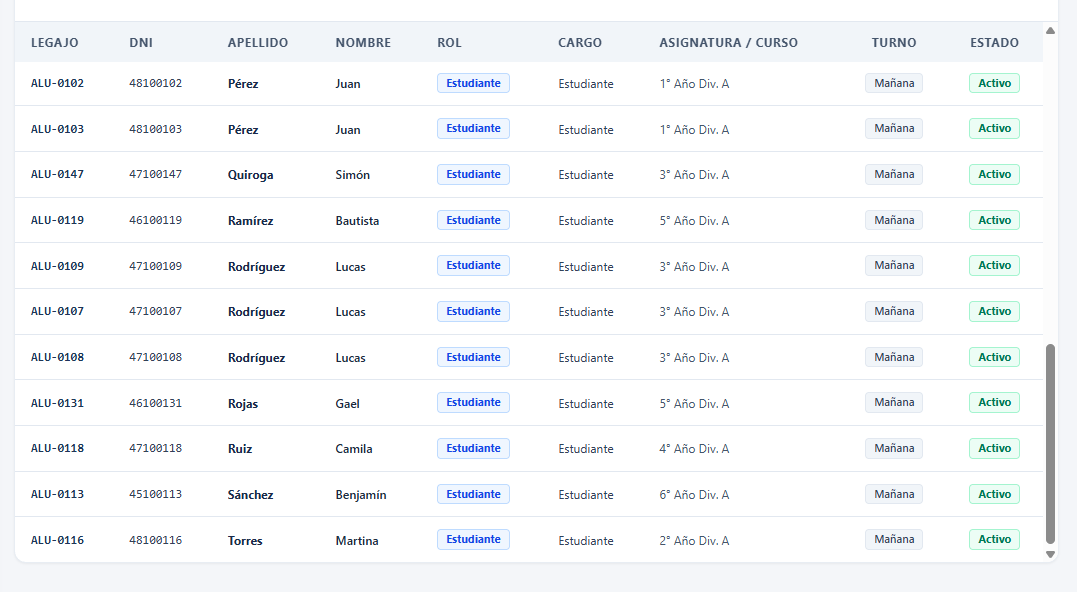 LEGAJO DNI APELLIDO NOMBRE ROL CARGO ASIGNATURA / CURSO TURNO ESTADO
ALU-0102 48100102 Pérez Juan Estudiante Estudiante 1° Año Div. A Mañana Activo
ALU-0103 48100103 Pérez Juan Estudiante Estudiante 1° Año Div. A Mañana Activo
ALU-0147 47100147 Quiroga Simón Estudiante Estudiante 3° Año Div. A Mañana Activo
ALU-0119 46100119 Ramírez Bautista Estudiante Estudiante 5° Año Div. A Mañana Activo
ALU-0109 47100109 Rodríguez Lucas Estudiante Estudiante 3° Año Div. A Mañana Activo
ALU-0107 47100107 Rodríguez Lucas Estudiante Estudiante 3° Año Div. A Mañana Activo
ALU-0108 47100108 Rodríguez Lucas Estudiante Estudiante 3° Año Div. A Mañana Activo
ALU-0131 46100131 Rojas Gael Estudiante Estudiante 5° Año Div. A Mañana Activo
ALU-0118 47100118 Ruiz Camila Estudiante Estudiante 4° Año Div. A Mañana Activo
ALU-0113 45100113 Sánchez Benjamín Estudiante Estudiante 6° Año Div. A Mañana Activo
ALU-0116 48100116 Torres Martina Estudiante Estudiante 2° Año Div. A Mañana Activo